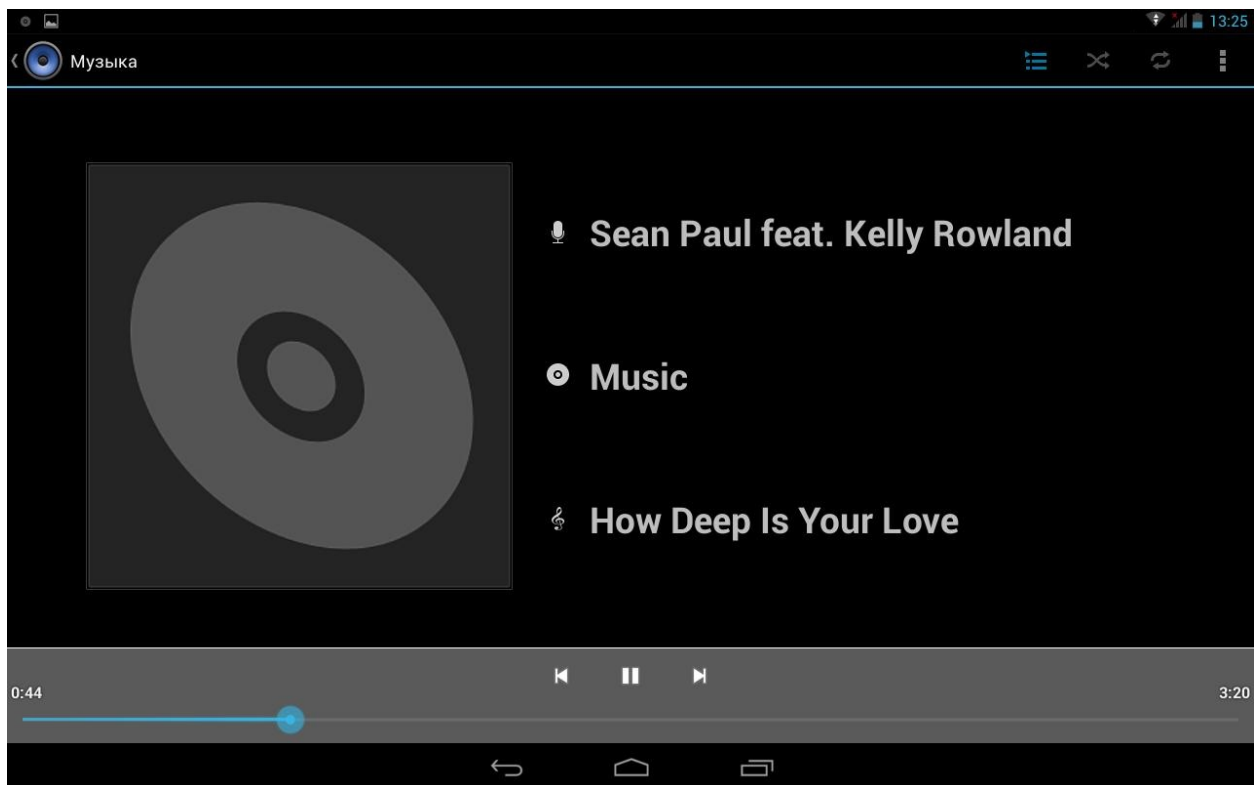 13:25
Музыка
Sean Paul feat. Kelly Rowland
Music
How Deep Is Your Love
0:44
3:20